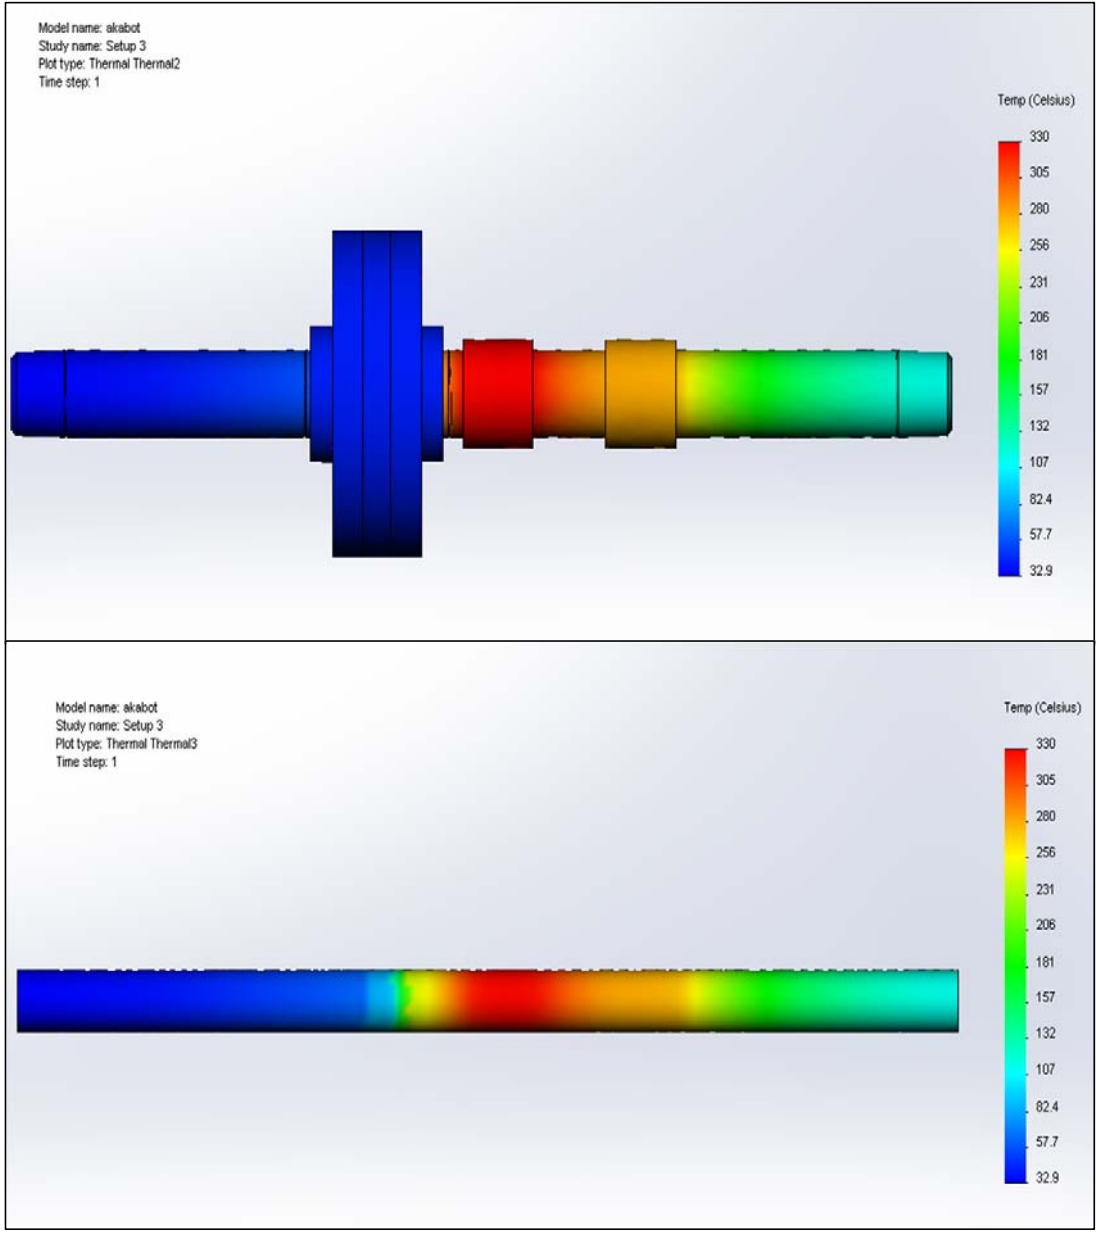 Model name: akabot
Study name: Setup 3
Plot type: Thermal Thermal2
Time step: 1
Temp (Celsius)
330
305
280
256
231
206
181
157
132
107
82.4
57.7
32.9
Model name: akabot
Study name: Setup 3
Plot type: Thermal Thermal3
Time step: 1
Temp (Celsius)
330
305
280
256
231
206
181
157
132
107
82.4
57.7
32.9